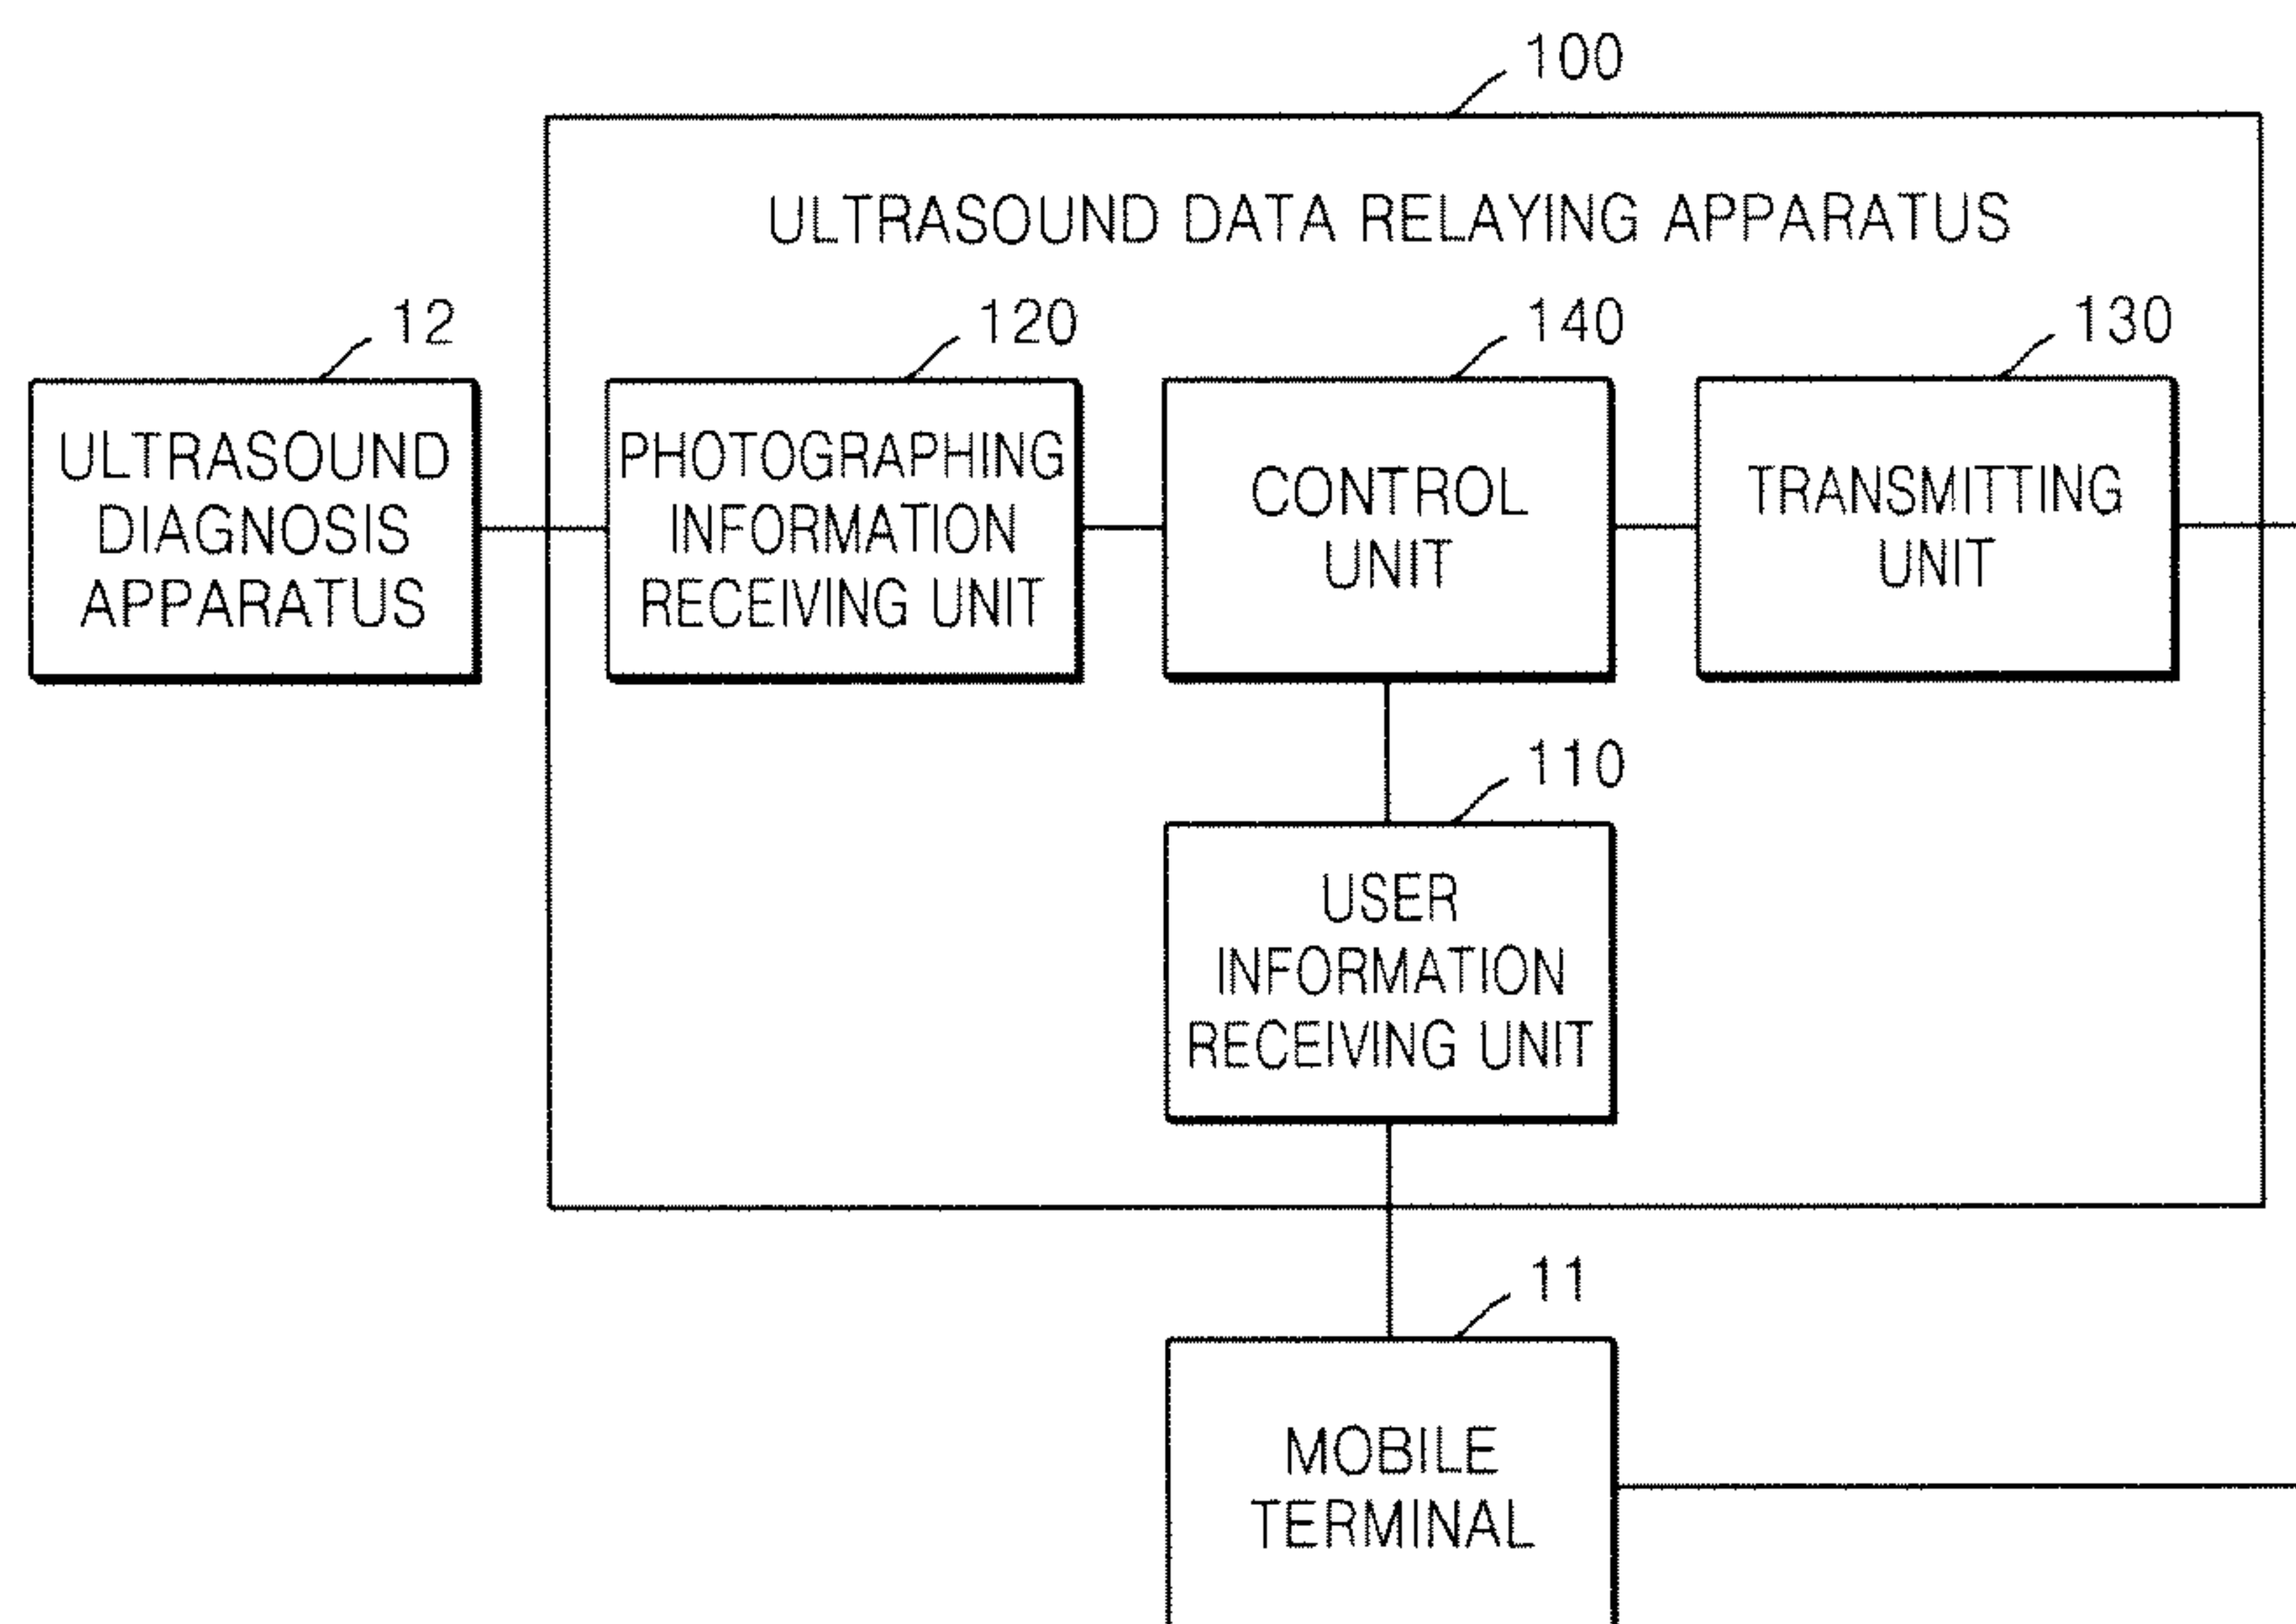 100
ULTRASOUND DATA RELAYING APPARATUS
12
120
140
130
ULTRASOUND
DIAGNOSIS
APPARATUS
PHOTOGRAPHING
INFORMATION
RECEIVING UNIT
CONTROL
UNIT
TRANSMITTING
UNIT
110
USER
INFORMATION
RECEIVING UNIT
11
MOBILE
TERMINAL